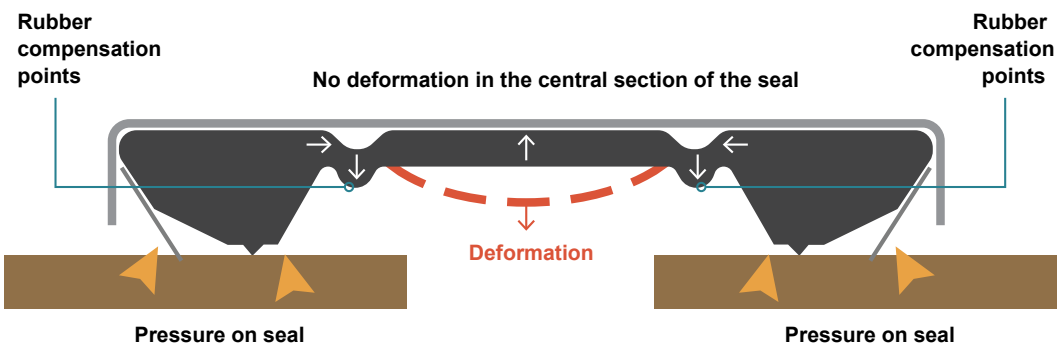 Rubber
compensation
points
Rubber
compensation
points
No deformation in the central section of the seal
Deformation
Pressure on seal
Pressure on seal